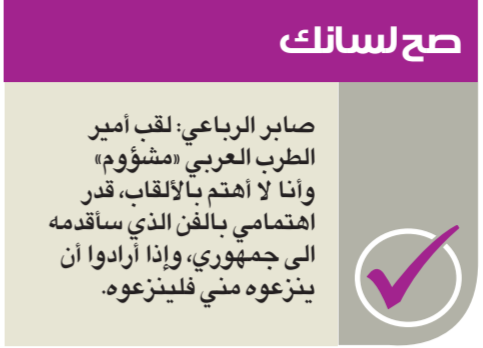 صح لسانك
صابر الرباعي: لقب أمير
الطرب العربي «مشؤوم»
وأنا لا أهتم بالألقاب، قدر
اهتمامي بالفن الذي سأقدمه
الى جمهوري، وإذا أرادوا أن
ينزعوه مني فلينزعوه.